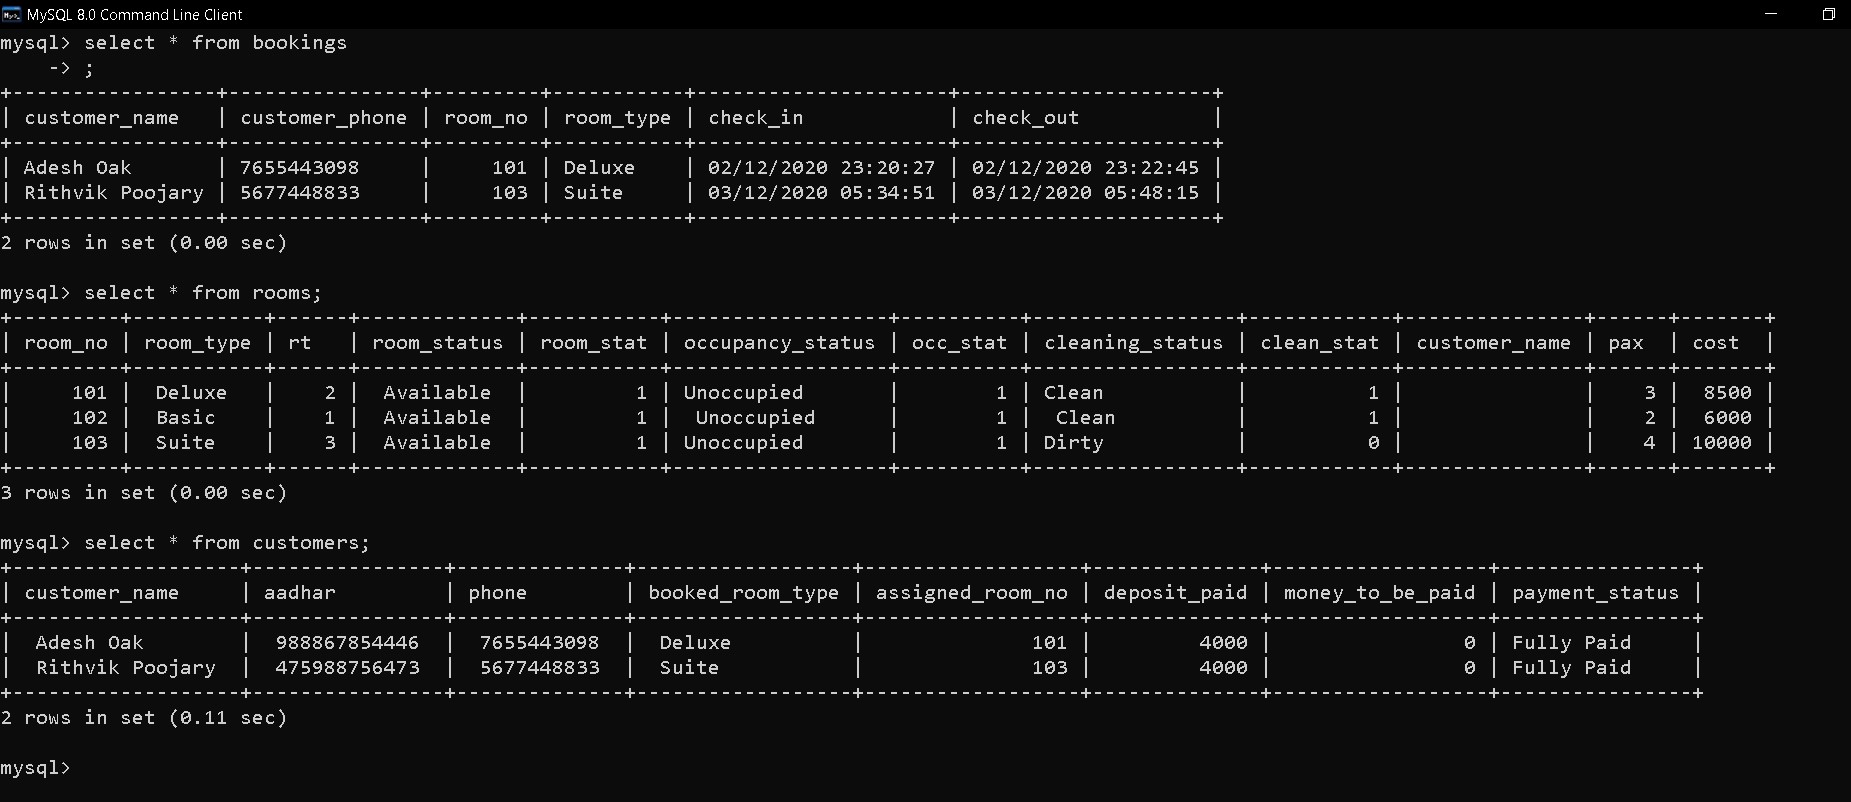 MySQL 8.0 Command Line Client
mysql> select * from bookings
    -> ;
+-----------------+----------------+---------+-----------+---------------------+---------------------+
| customer_name   | customer_phone | room_no | room_type | check_in            | check_out           |
+-----------------+----------------+---------+-----------+---------------------+---------------------+
| Adesh Oak       | 7655443098     |     101 | Deluxe    | 02/12/2020 23:20:27 | 02/12/2020 23:22:45 |
| Rithvik Poojary | 5677448833     |     103 | Suite     | 03/12/2020 05:34:51 | 03/12/2020 05:48:15 |
+-----------------+----------------+---------+-----------+---------------------+---------------------+
2 rows in set (0.00 sec)

mysql> select * from rooms;
+---------+-----------+------+-------------+-----------+------------------+----------+-----------------+------------+---------------+------+-------+
| room_no | room_type | rt   | room_status | room_stat | occupancy_status | occ_stat | cleaning_status | clean_stat | customer_name | pax  | cost  |
+---------+-----------+------+-------------+-----------+------------------+----------+-----------------+------------+---------------+------+-------+
|     101 |  Deluxe   |    2 |  Available  |         1 | Unoccupied       |        1 | Clean           |          1 |               |    3 |  8500 |
|     102 |  Basic    |    1 |  Available  |         1 |  Unoccupied      |        1 |  Clean          |          1 |               |    2 |  6000 |
|     103 |  Suite    |    3 |  Available  |         1 | Unoccupied       |        1 | Dirty           |          0 |               |    4 | 10000 |
+---------+-----------+------+-------------+-----------+------------------+----------+-----------------+------------+---------------+------+-------+
3 rows in set (0.00 sec)

mysql> select * from customers;
+-------------------+----------------+--------------+------------------+------------------+--------------+------------------+----------------+
| customer_name     | aadhar         | phone        | booked_room_type | assigned_room_no | deposit_paid | money_to_be_paid | payment_status |
+-------------------+----------------+--------------+------------------+------------------+--------------+------------------+----------------+
|  Adesh Oak        |  988867854446  |  7655443098  |  Deluxe          |              101 |         4000 |                0 | Fully Paid     |
|  Rithvik Poojary  |  475988756473  |  5677448833  |  Suite           |              103 |         4000 |                0 | Fully Paid     |
+-------------------+----------------+--------------+------------------+------------------+--------------+------------------+----------------+
2 rows in set (0.11 sec)

mysql>